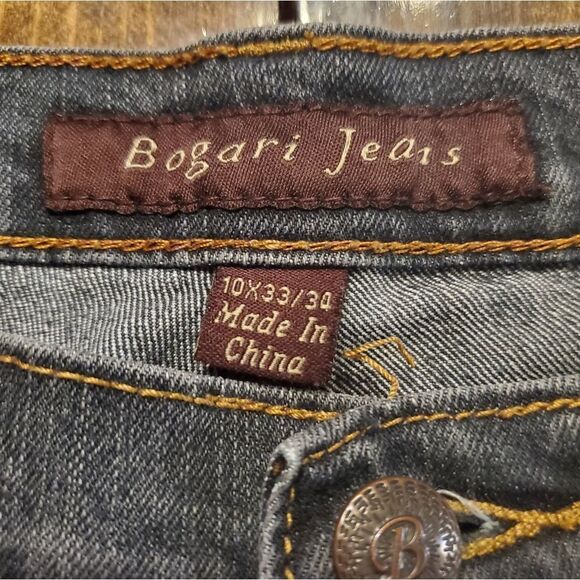 Bogari Jeans
10X33/34
Made In
China
B